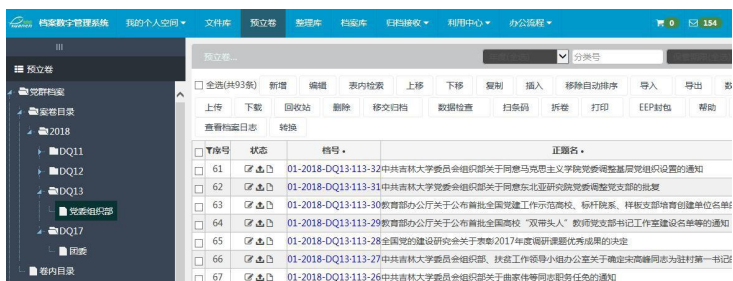 档案数字管理系统 我的个人空间 文件库 预立卷 整理库 档案库 归档接收 利用中心 办公流程 0 154
预立卷
预立卷... 分类号
党群档案
案卷目录
2018
DQ11
DQ12
DQ13
党委组织部
DQ17
团委
卷内目录
全选(共93条) 新增 编辑 表内检索 上移 下移 复制 插入 移除自动排序 导入 导出 数
上传 下载 回收站 删除 移交归档 数据检查 扫条码 拆卷 打印 EEP封包 帮助
查看档案日志 转换
序号 状态 档号 正题名
61 01-2018-DQ13·113-32 中共吉林大学委员会组织部关于同意马克思主义学院党委调整基层党组织设置的通知
62 01-2018-DQ13·113-31 中共吉林大学党委会组织部关于同意东北亚研究院党委调整党支部的批复
63 01-2018-DQ13·113-30 教育部办公厅关于公布首批全国党建工作示范高校、标杆院系、样板支部培育创建单位名单的
64 01-2018-DQ13·113-29 教育部办公厅关于公布首批全国高校“双带头人”教师党支部书记工作室建设名单等的通知
65 01-2018-DQ13·113-28 全国党的建设研究会关于表彰2017年度调研课题优秀成果的决定
66 01-2018-DQ13·113-27 中共吉林大学委员会组织部、扶贫工作领导小组办公室关于确定宋高峰同志为驻村第一书记的
67 01-2018-DQ13·113-26 中共吉林大学委员会组织部关于曲家伟等同志职务任免的通知